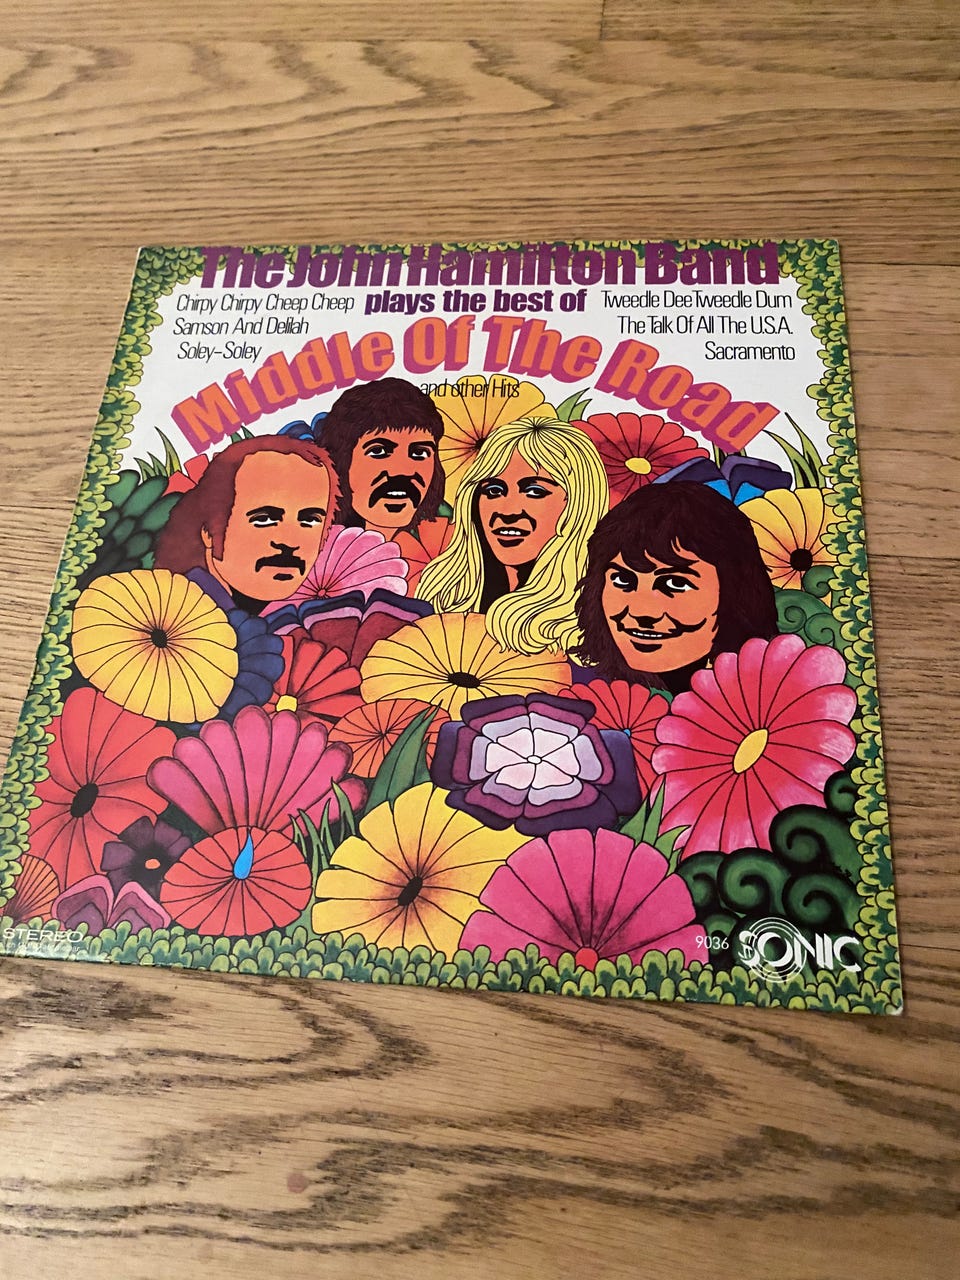 The John Hamilton Band
plays the best of
Chirpy Chirpy Cheep Cheep
Samson And Delilah
Soley-Soley
Tweedle Dee Tweedle Dum
The Talk Of All The U.S.A.
Sacramento
Middle Of The Road
and other Hits
STEREO
9036 SONIC